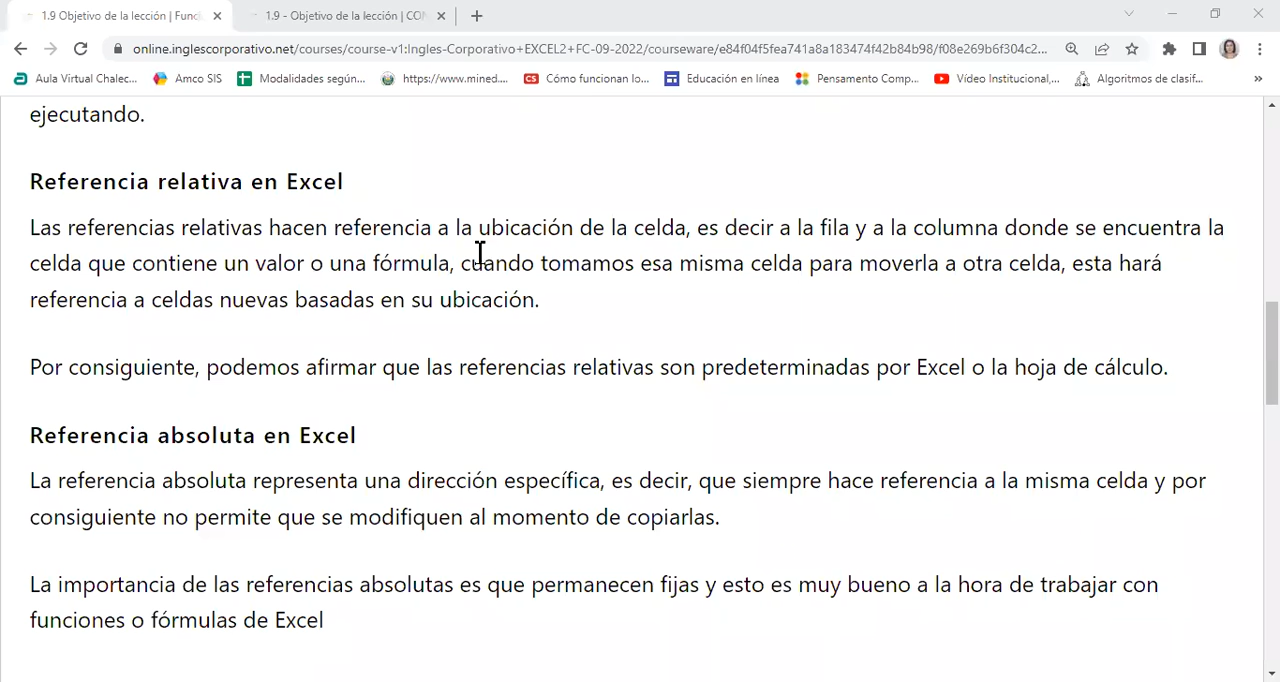 1.9 Objetivo de la lección | Func
1.9 - Objetivo de la lección | CON
online.inglescorporativo.net/courses/course-v1:Ingles-Corporativo+EXCEL2+FC-09-2022/courseware/e84f04f5fea741a8a183474f42b84b98/f08e269b6f304c2...
Aula Virtual Chalec... Amco SIS Modalidades según,... https://www.mined.... CS Cómo funcionan lo... Educación en línea Pensamento Comp... Vídeo Institucional,... Algoritmos de clasif... »
ejecutando.
Referencia relativa en Excel
Las referencias relativas hacen referencia a la ubicación de la celda, es decir a la fila y a la columna donde se encuentra la
celda que contiene un valor o una fórmula, cuando tomamos esa misma celda para moverla a otra celda, esta hará
referencia a celdas nuevas basadas en su ubicación.
Por consiguiente, podemos afirmar que las referencias relativas son predeterminadas por Excel o la hoja de cálculo.
Referencia absoluta en Excel
La referencia absoluta representa una dirección específica, es decir, que siempre hace referencia a la misma celda y por
consiguiente no permite que se modifiquen al momento de copiarlas.
La importancia de las referencias absolutas es que permanecen fijas y esto es muy bueno a la hora de trabajar con
funciones o fórmulas de Excel